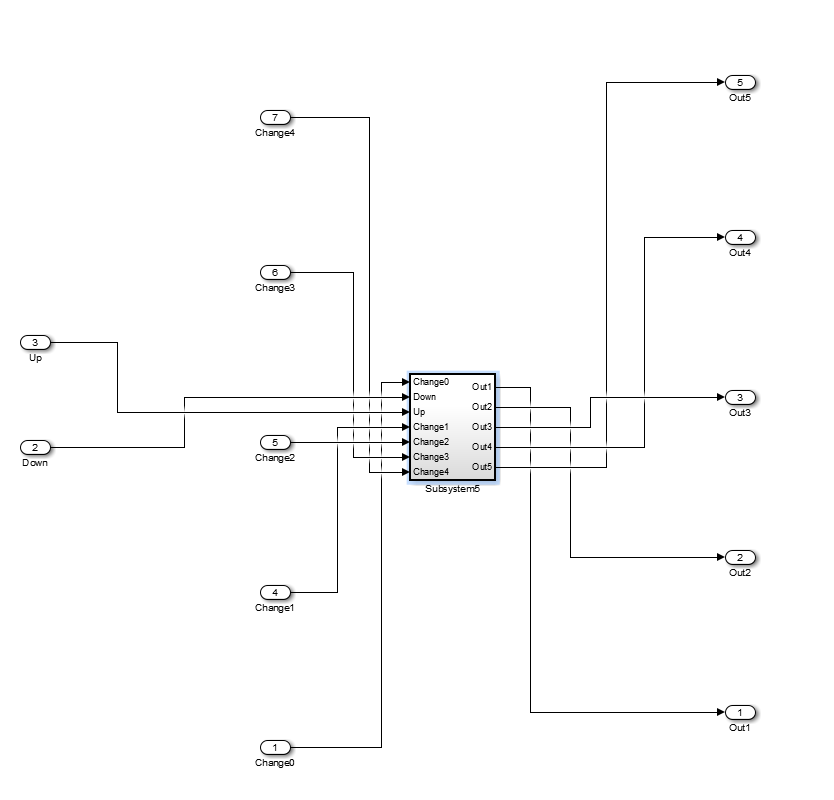 5
Out5
7
Change4
4
Out4
6
Change3
3
Up
Change0
Down
Up
Change1
Change2
Change3
Change4
Out1
Out2
Out3
Out4
Out5
Subsystem5
3
Out3
5
Change2
2
Down
2
Out2
4
Change1
1
Out1
1
Change0